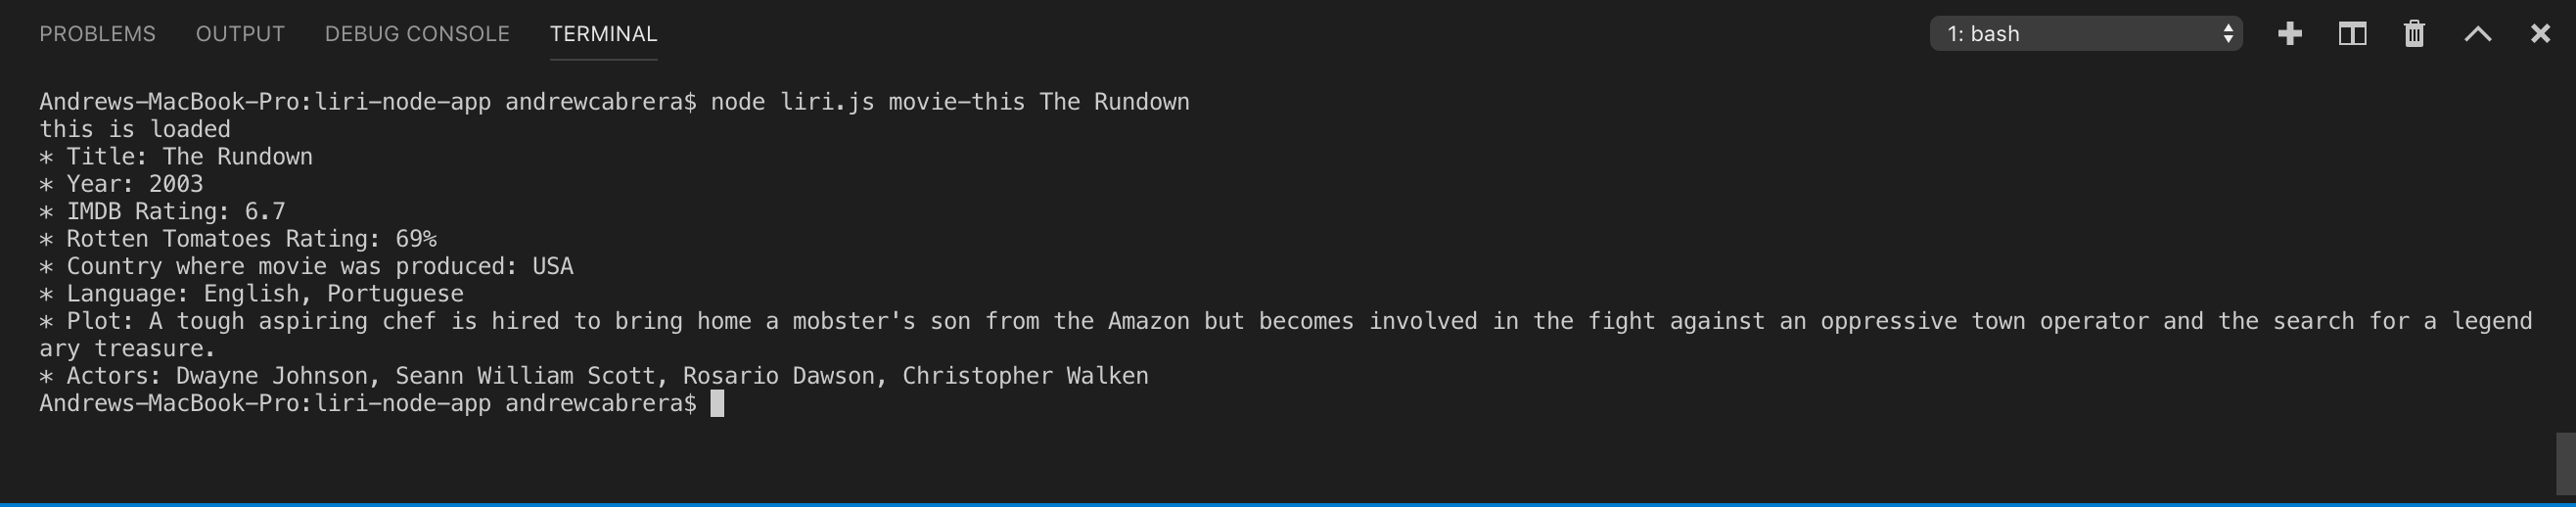 PROBLEMS OUTPUT DEBUG CONSOLE TERMINAL 1: bash
Andrews-MacBook-Pro:liri-node-app andrewcabrera$ node liri.js movie-this The Rundown
this is loaded
* Title: The Rundown
* Year: 2003
* IMDB Rating: 6.7
* Rotten Tomatoes Rating: 69%
* Country where movie was produced: USA
* Language: English, Portuguese
* Plot: A tough aspiring chef is hired to bring home a mobster's son from the Amazon but becomes involved in the fight against an oppressive town operator and the search for a legend
ary treasure.
* Actors: Dwayne Johnson, Seann William Scott, Rosario Dawson, Christopher Walken
Andrews-MacBook-Pro:liri-node-app andrewcabrera$